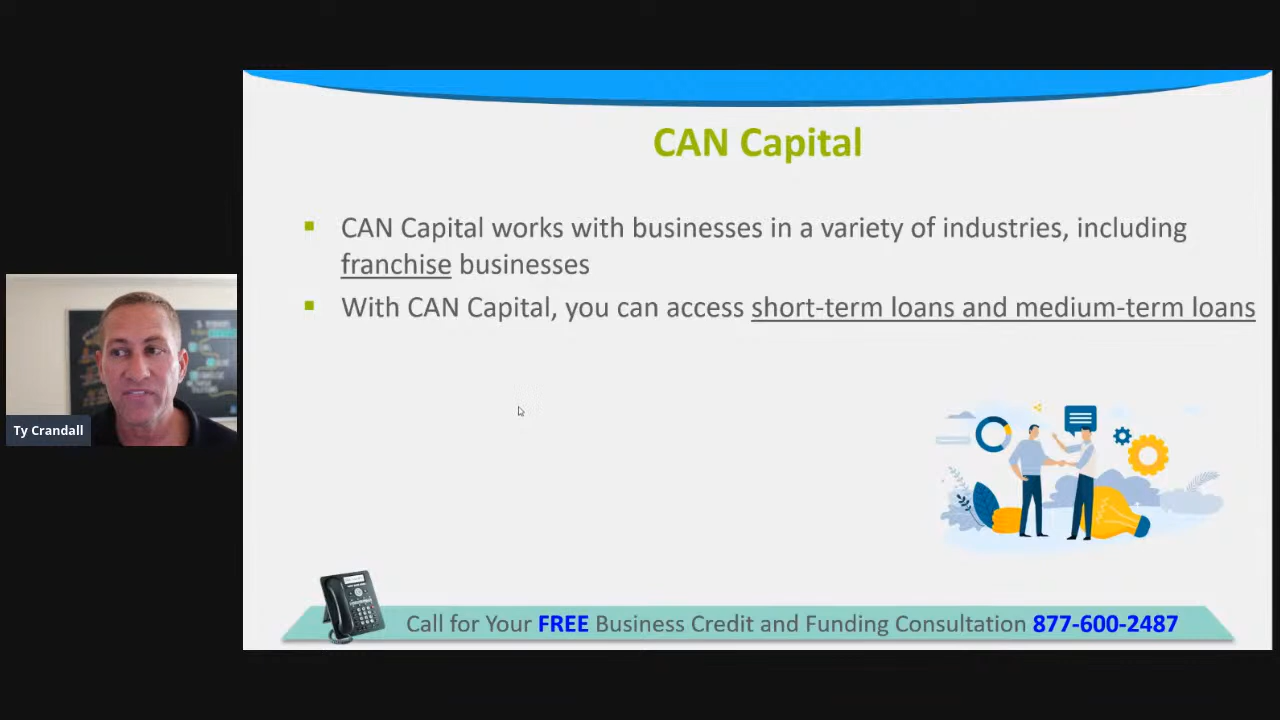 CAN Capital
CAN Capital works with businesses in a variety of industries, including
franchise businesses
With CAN Capital, you can access short-term loans and medium-term loans
Ty Crandall
Call for Your FREE Business Credit and Funding Consultation 877-600-2487